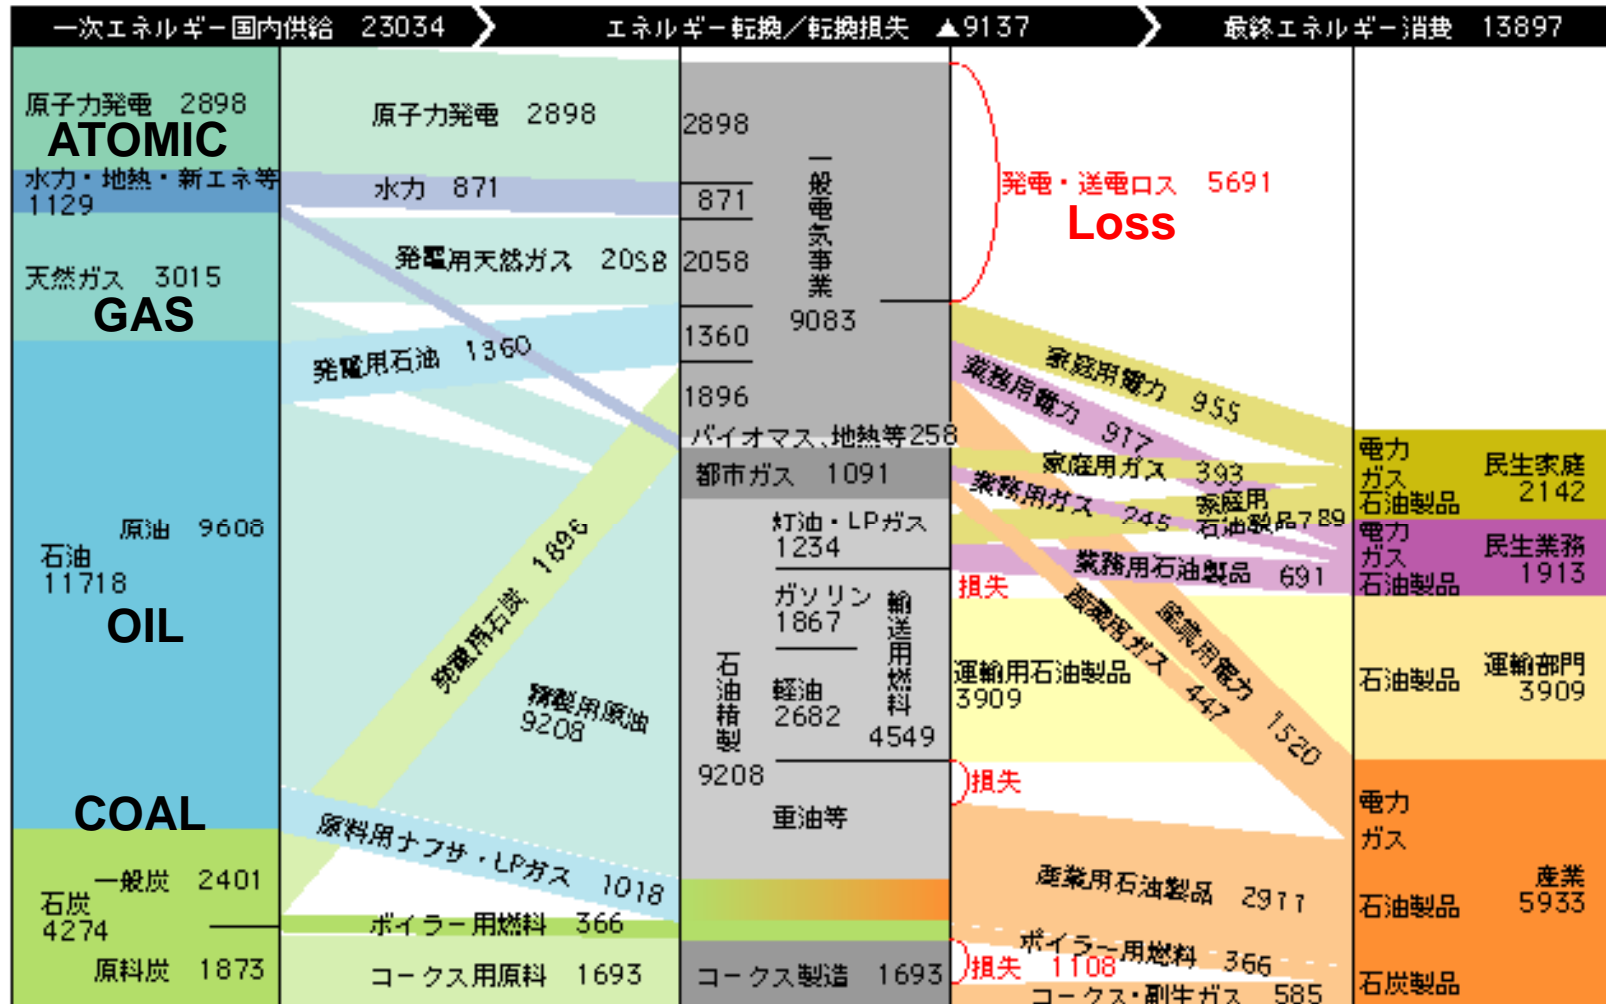 一次エネルギー国内供給 23034
エネルギー転換／転換損失 ▲9137
最終エネルギー消費 13897
原子力発電 2898
ATOMIC
水力・地熱・新エネ等
1129
天然ガス 3015
GAS
原油 9608
石油
11718
OIL
COAL
一般炭 2401
石炭
4274
原料炭 1873
原子力発電 2898
水力 871
発電用天然ガス 2058
発電用石油 1360
発電用石炭 1896
精製用原油
9208
原料用ナフサ・LPガス 1018
ボイラー用燃料 366
コークス用原料 1693
2898
871
2058
1360
1896
一般電気事業
9083
バイオマス、地熱等258
都市ガス 1091
灯油・LPガス
1234
ガソリン
1867
軽油
2682
輸送用燃料
4549
石油精製
9208
重油等
コークス製造 1693
発電・送電ロス 5691
Loss
家庭用電力 955
業務用電力 917
家庭用ガス 393
業務用ガス 245
家庭用
石油製品789
業務用石油製品 691
損失
産業用ガス 447
産業用電力 1520
運輸用石油製品
3909
損失
産業用石油製品 2911
ボイラー用燃料 366
損失 1108
コークス・副生ガス 585
電力
ガス
石油製品
民生家庭
2142
電力
ガス
石油製品
民生業務
1913
石油製品
運輸部門
3909
電力
ガス
石油製品
産業
5933
石炭製品